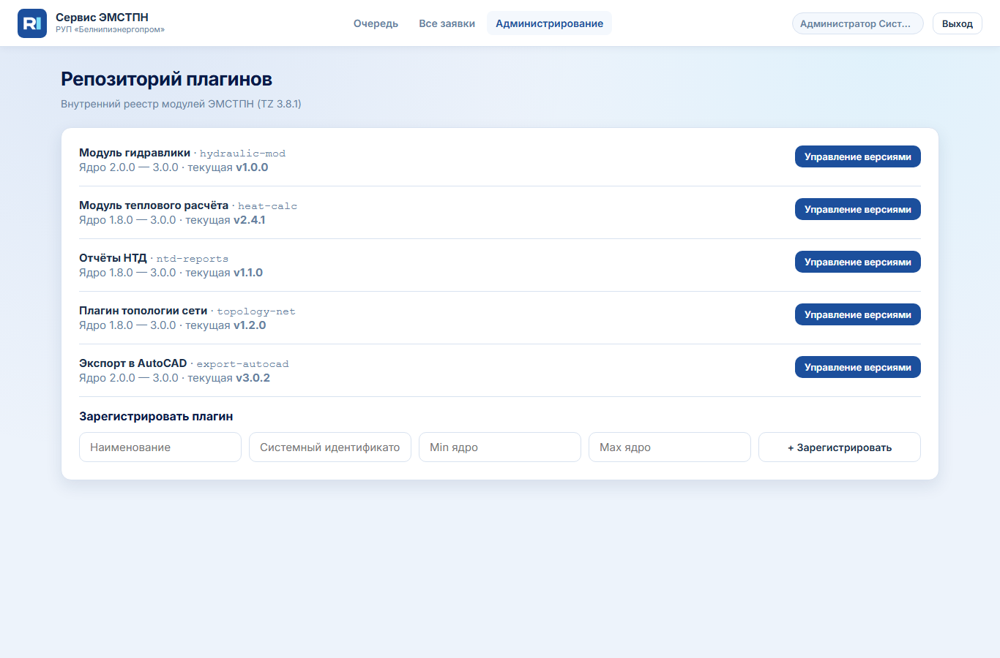 RI
Сервис ЭМСТПН
РУП «Белнипиэнергопром»
Очередь
Все заявки
Администрирование
Администратор Сист...
Выход
Репозиторий плагинов
Внутренний реестр модулей ЭМСТПН (TZ 3.8.1)
Модуль гидравлики · hydraulic-mod
Ядро 2.0.0 — 3.0.0 · текущая v1.0.0
Управление версиями
Модуль теплового расчёта · heat-calc
Ядро 1.8.0 — 3.0.0 · текущая v2.4.1
Управление версиями
Отчёты НТД · ntd-reports
Ядро 1.8.0 — 3.0.0 · текущая v1.1.0
Управление версиями
Плагин топологии сети · topology-net
Ядро 1.8.0 — 3.0.0 · текущая v1.2.0
Управление версиями
Экспорт в AutoCAD · export-autocad
Ядро 2.0.0 — 3.0.0 · текущая v3.0.2
Управление версиями
Зарегистрировать плагин
Наименование
Системный идентификато
Min ядро
Max ядро
+ Зарегистрировать